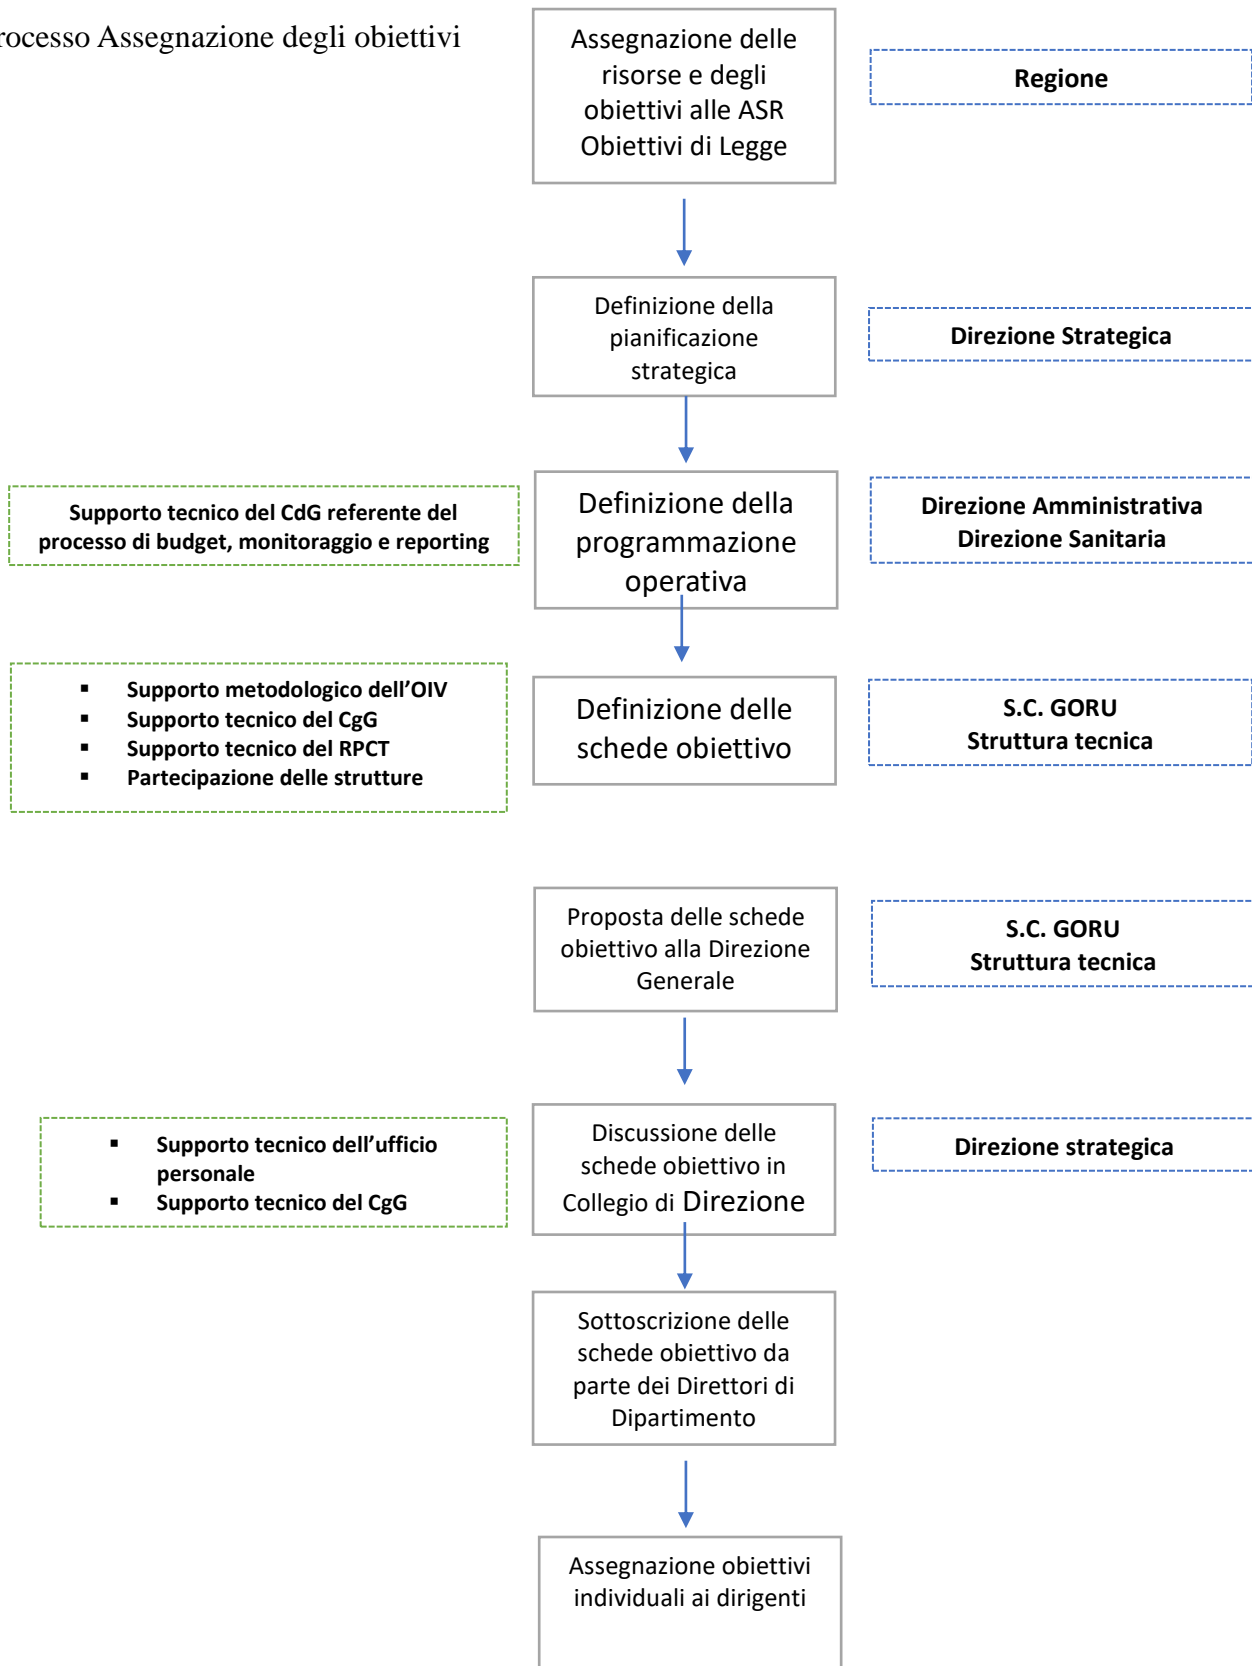 rocesso Assegnazione degli obiettivi
Assegnazione delle
risorse e degli
obiettivi alle ASR
Obiettivi di Legge
Regione
Definizione della
pianificazione
strategica
Direzione Strategica
Supporto tecnico del CdG referente del
processo di budget, monitoraggio e reporting
Definizione della
programmazione
operativa
Direzione Amministrativa
Direzione Sanitaria
▪ Supporto metodologico dell’OIV
▪ Supporto tecnico del CgG
▪ Supporto tecnico del RPCT
▪ Partecipazione delle strutture
Definizione delle
schede obiettivo
S.C. GORU
Struttura tecnica
Proposta delle schede
obiettivo alla Direzione
Generale
S.C. GORU
Struttura tecnica
▪ Supporto tecnico dell’ufficio
personale
▪ Supporto tecnico del CgG
Discussione delle
schede obiettivo in
Collegio di Direzione
Direzione strategica
Sottoscrizione delle
schede obiettivo da
parte dei Direttori di
Dipartimento
Assegnazione obiettivi
individuali ai dirigenti